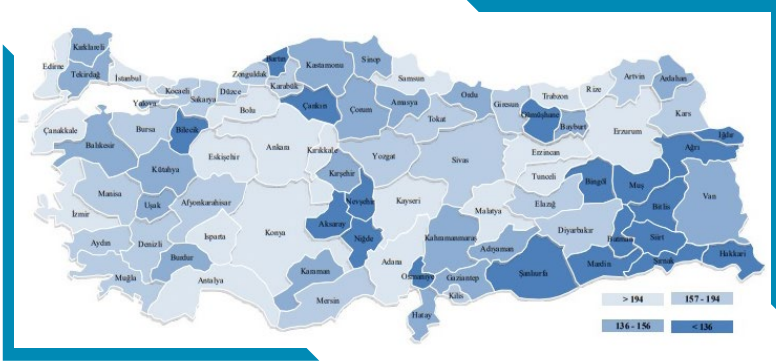 Kırklareli
Edirne
Tekirdağ
İstanbul
Kocaeli
Yalova
Sakarya
Düzce
Zonguldak
Bartın
Karabük
Kastamonu
Sinop
Samsun
Çankırı
Çorum
Amasya
Ordu
Giresun
Trabzon
Rize
Artvin
Ardahan
Gümüşhane
Bayburt
Kars
Iğdır
Ağrı
Erzurum
Erzincan
Tokat
Bolu
Bilecik
Bursa
Çanakkale
Balıkesir
Kütahya
Eskişehir
Ankara
Kırıkkale
Kırşehir
Yozgat
Sivas
Tunceli
Bingöl
Muş
Bitlis
Van
Hakkari
Şırnak
Siirt
Batman
Mardin
Diyarbakır
Elazığ
Malatya
Adıyaman
Şanlıurfa
Gaziantep
Kilis
Kahramanmaraş
Osmaniye
Hatay
Adana
Kayseri
Nevşehir
Niğde
Aksaray
Konya
Karaman
Mersin
Antalya
Isparta
Burdur
Afyonkarahisar
Uşak
Manisa
İzmir
Aydın
Denizli
Muğla
> 194
157 - 194
136 - 156
< 136